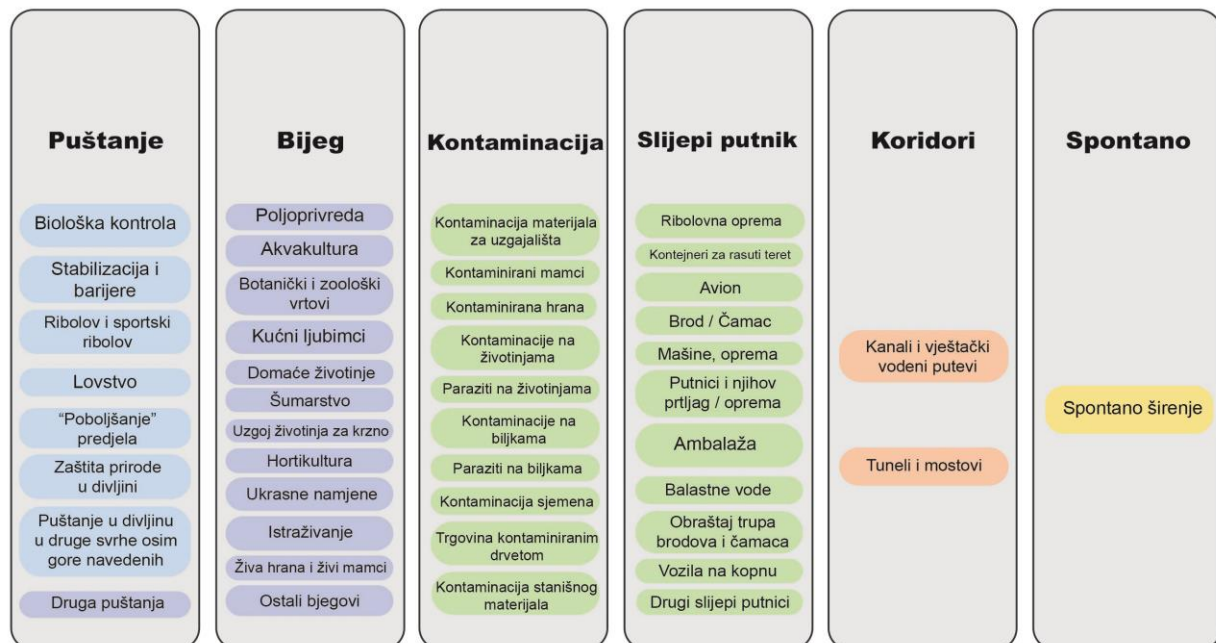 Puštanje
Biološka kontrola
Stabilizacija i
barijere
Ribolov i sportski
ribolov
Lovstvo
“Poboljšanje”
predjela
Zaštita prirode
u divljini
Puštanje u divljinu
u druge svrhe osim
gore navedenih
Druga puštanja
Bijeg
Poljoprivreda
Akvakultura
Botanički i zoološki
vrtovi
Kućni ljubimci
Domaće životinje
Šumarstvo
Uzgoj životinja za krzno
Hortikultura
Ukrasne namjene
Istraživanje
Živa hrana i živi mamci
Ostali bjegovi
Kontaminacija
Kontaminacija materijala
za uzgajališta
Kontaminirani mamci
Kontaminirana hrana
Kontaminacije na
životinjama
Paraziti na životinjama
Kontaminacije na
biljkama
Paraziti na biljkama
Kontaminacija sjemena
Trgovina kontaminiranim
drvetom
Kontaminacija stanišnog
materijala
Slijepi putnik
Ribolovna oprema
Kontejneri za rasuti teret
Avion
Brod / Čamac
Mašine, oprema
Putnici i njihov
prtljag / oprema
Ambalaža
Balastne vode
Obraštaj trupa
brodova i čamaca
Vozila na kopnu
Drugi slijepi putnici
Koridori
Kanali i vještački
vodeni putevi
Tuneli i mostovi
Spontano
Spontano širenje